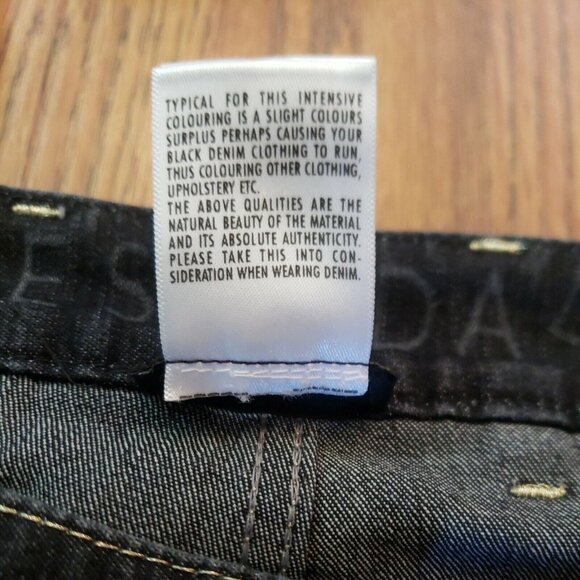 TYPICAL FOR THIS INTENSIVE
COLOURING IS A SLIGHT COLOURS
SURPLUS PERHAPS CAUSING YOUR
BLACK DENIM CLOTHING TO RUN,
THUS COLOURING OTHER CLOTHING,
UPHOLSTERY ETC.
THE ABOVE QUALITIES ARE THE
NATURAL BEAUTY OF THE MATERIAL
AND ITS ABSOLUTE AUTHENTICITY.
PLEASE TAKE THIS INTO CON-
SIDERATION WHEN WEARING DENIM.
ES DA